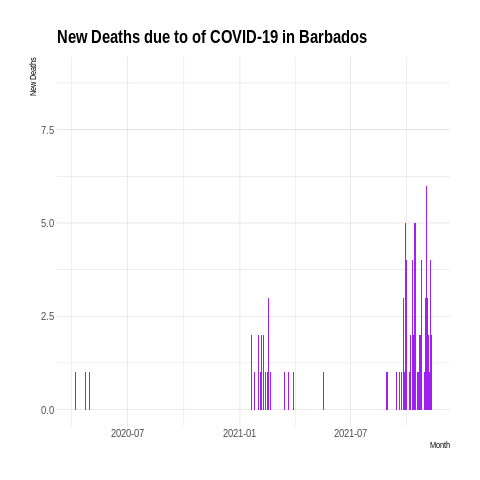 New Deaths due to of COVID-19 in Barbados
New Deaths
7.5
5.0
2.5
0.0
2020-07
2021-01
2021-07
Month